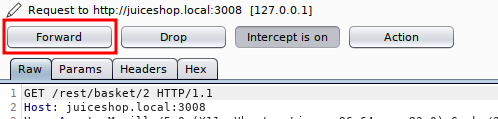 Request to http://juiceshop.local:3008 [127.0.0.1]
Forward Drop Intercept is on Action
Raw Params Headers Hex
1 GET /rest/basket/2 HTTP/1.1
2 Host: juiceshop.local:3008